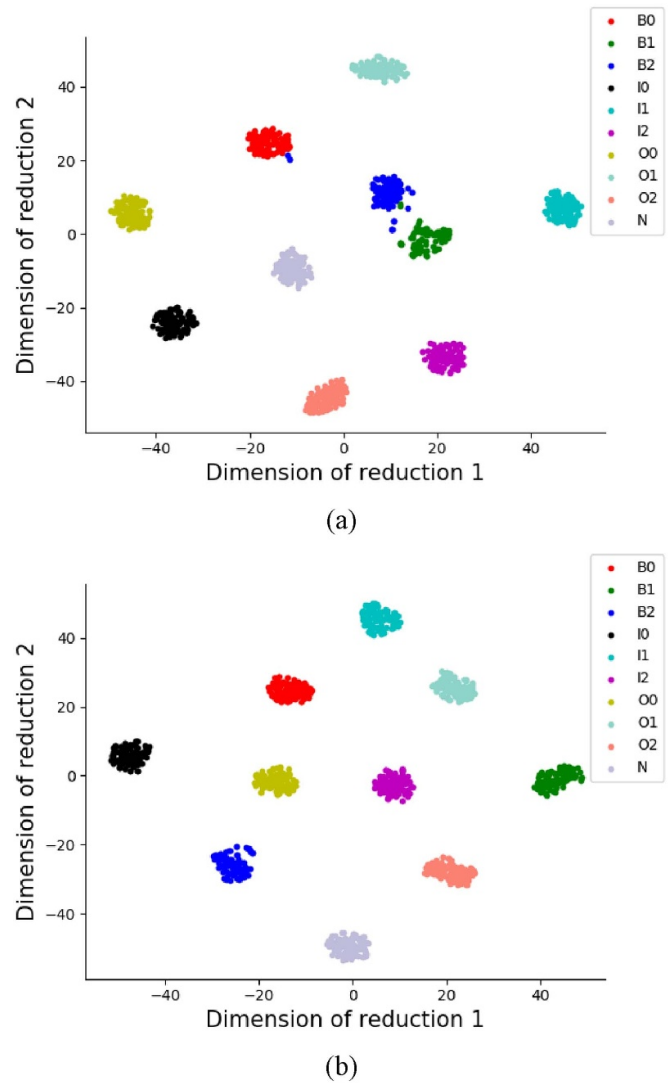 B0
B1
B2
I0
I1
I2
O0
O1
O2
N
40
20
0
−20
−40
Dimension of reduction 2
−40
−20
0
20
40
Dimension of reduction 1
(a)
B0
B1
B2
I0
I1
I2
O0
O1
O2
N
40
20
0
−20
−40
Dimension of reduction 2
−40
−20
0
20
40
Dimension of reduction 1
(b)